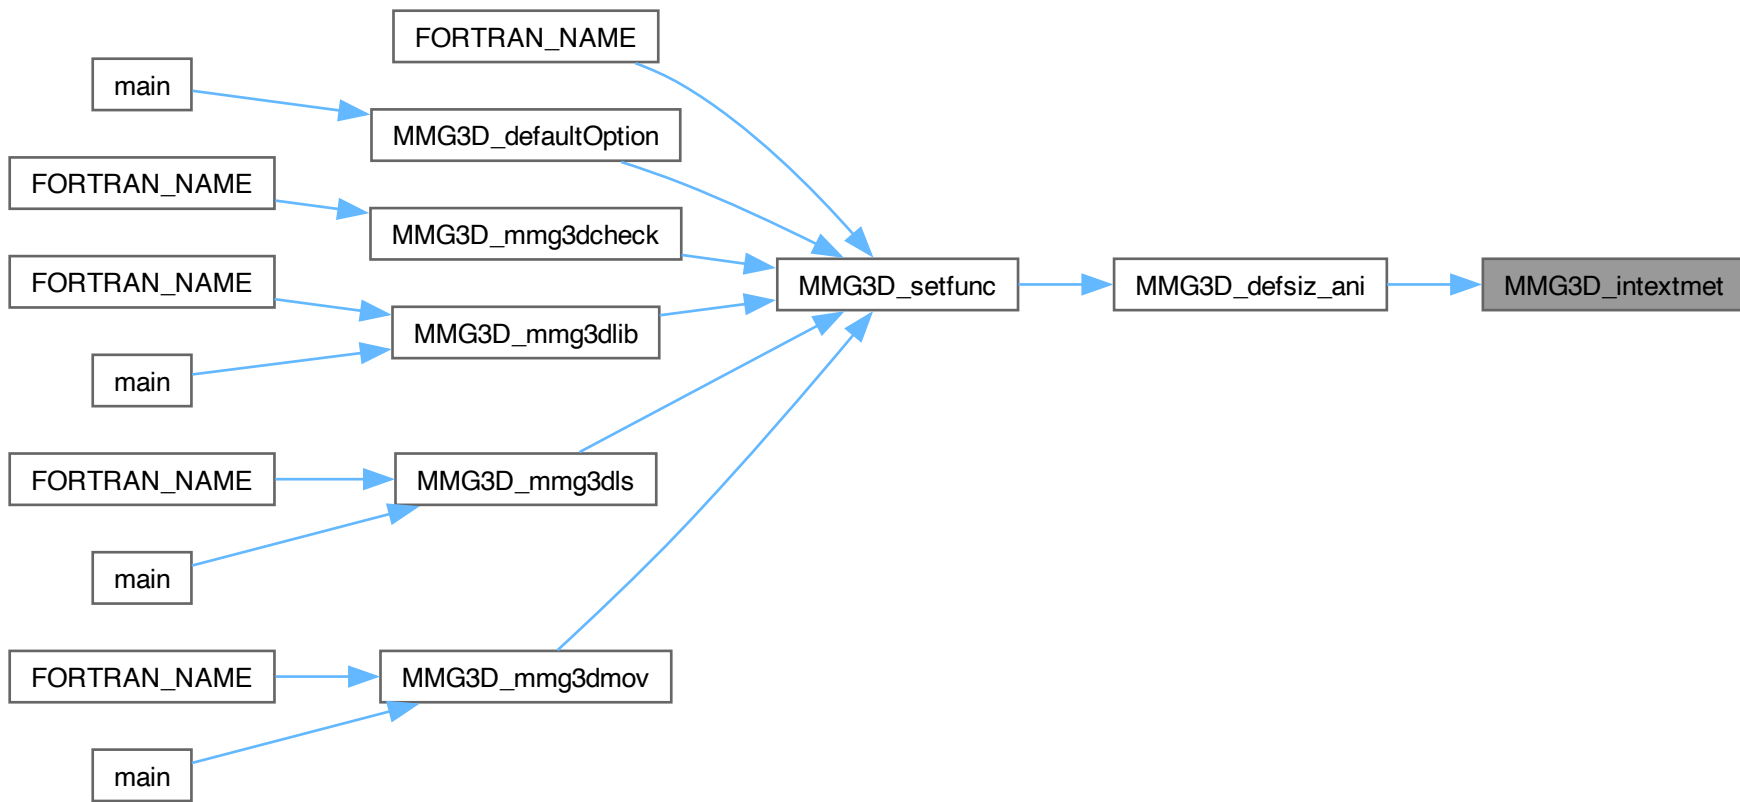 FORTRAN_NAME
main
MMG3D_defaultOption
FORTRAN_NAME
MMG3D_mmg3dcheck
FORTRAN_NAME
MMG3D_setfunc
MMG3D_defsiz_ani
MMG3D_intextmet
MMG3D_mmg3dlib
main
FORTRAN_NAME
MMG3D_mmg3dls
main
FORTRAN_NAME
MMG3D_mmg3dmov
main